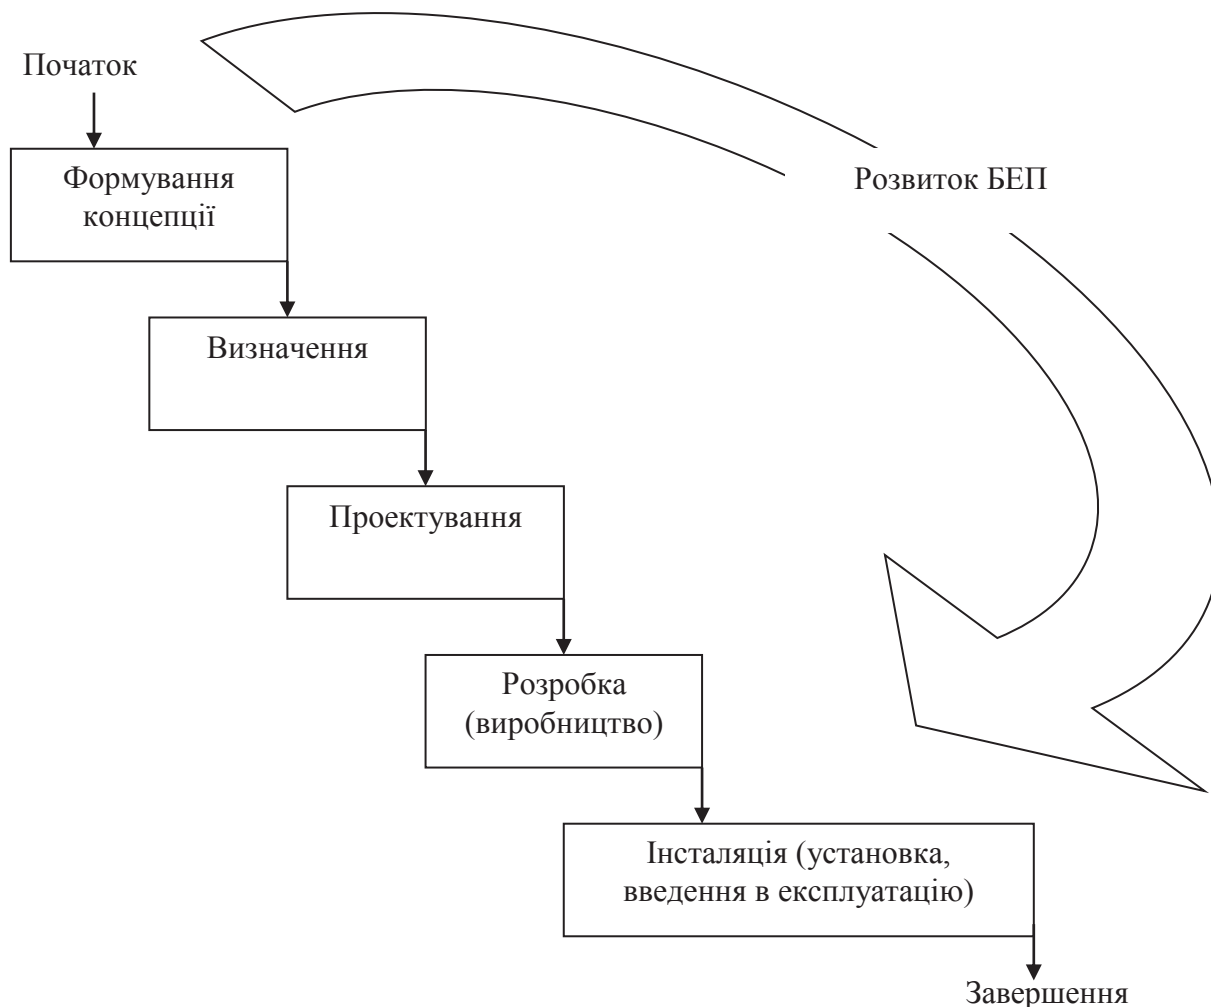 Початок
Формування
концепції
Розвиток БЕП
Визначення
Проектування
Розробка
(виробництво)
Інсталяція (установка,
введення в експлуатацію)
Завершення